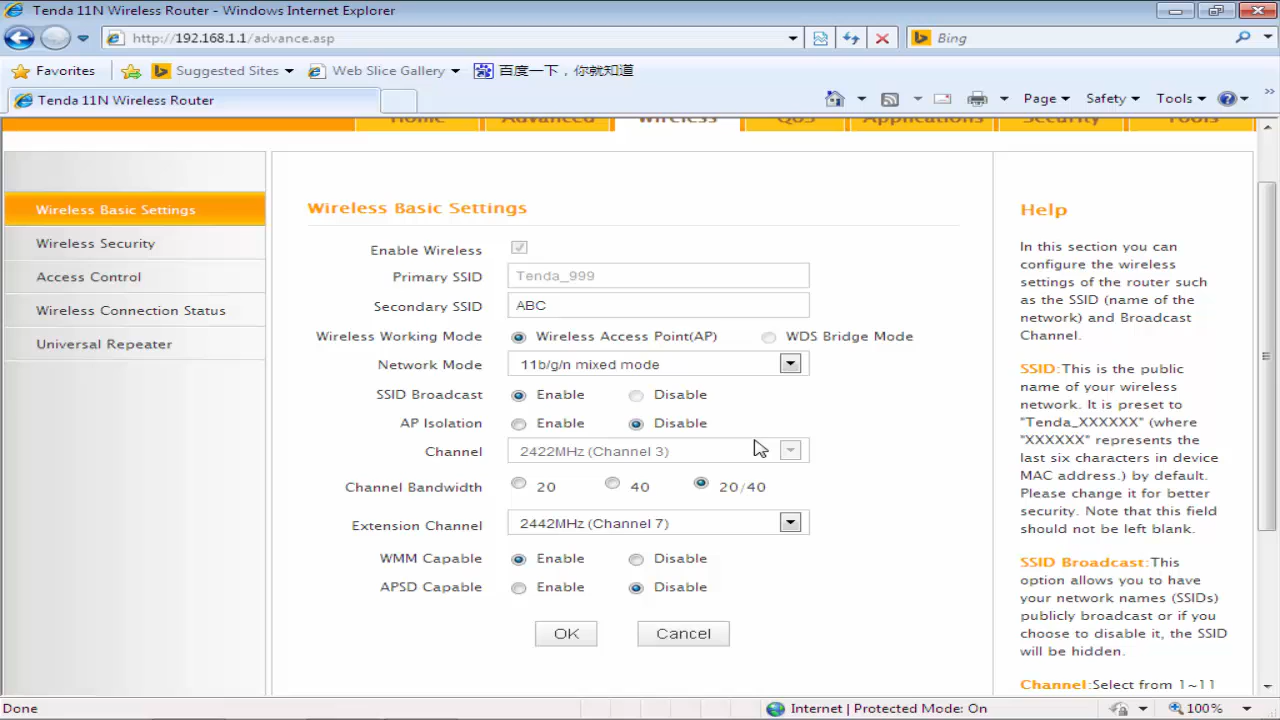 Tenda 11N Wireless Router - Windows Internet Explorer
http://192.168.1.1/advance.asp
Bing
Favorites
Suggested Sites
Web Slice Gallery
百度一下，你就知道
Tenda 11N Wireless Router
Page
Safety
Tools
»
Home
Advanced
Wireless
QoS
Applications
Security
Tools
Wireless Basic Settings
Wireless Security
Access Control
Wireless Connection Status
Universal Repeater
Wireless Basic Settings
Enable Wireless
Primary SSID Tenda_999
Secondary SSID ABC
Wireless Working Mode Wireless Access Point(AP) WDS Bridge Mode
Network Mode 11b/g/n mixed mode
SSID Broadcast Enable Disable
AP Isolation Enable Disable
Channel 2422MHz (Channel 3)
Channel Bandwidth 20 40 20/40
Extension Channel 2442MHz (Channel 7)
WMM Capable Enable Disable
APSD Capable Enable Disable
OK Cancel
Help
In this section you can
configure the wireless
settings of the router such
as the SSID (name of the
network) and Broadcast
Channel.
SSID:This is the public
name of your wireless
network. It is preset to
"Tenda_XXXXXX" (where
"XXXXXX" represents the
last six characters in device
MAC address.) by default.
Please change it for better
security. Note that this field
should not be left blank.
SSID Broadcast:This
option allows you to have
your network names (SSIDs)
publicly broadcast or if you
choose to disable it, the SSID
will be hidden.
Channel:Select from 1~11
Done
Internet | Protected Mode: On
100%